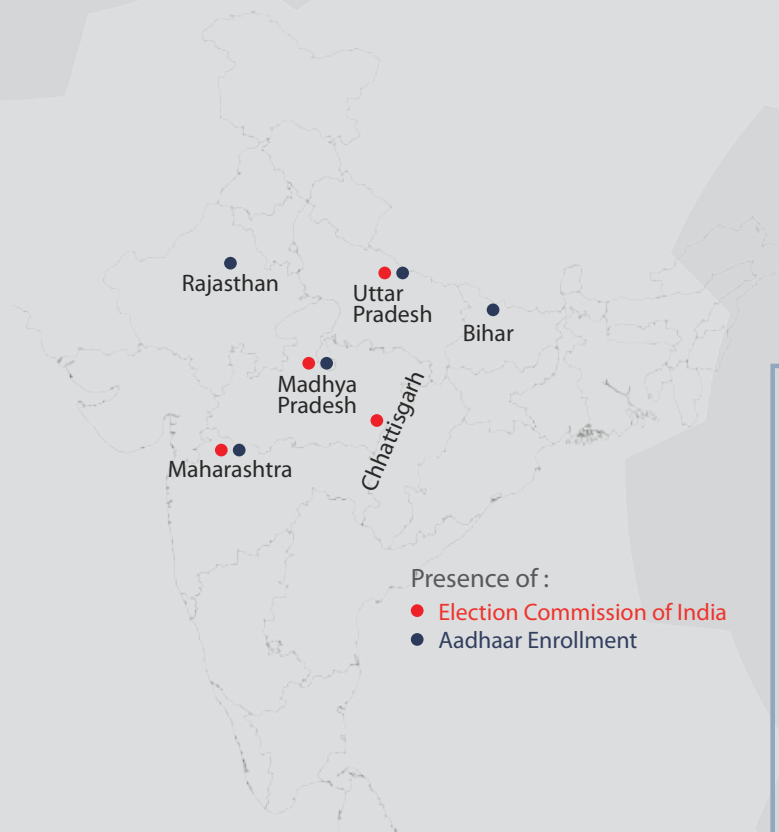 Rajasthan
Uttar
Pradesh
Bihar
Madhya
Pradesh
Chhattisgarh
Maharashtra
Presence of :
Election Commission of India
Aadhaar Enrollment